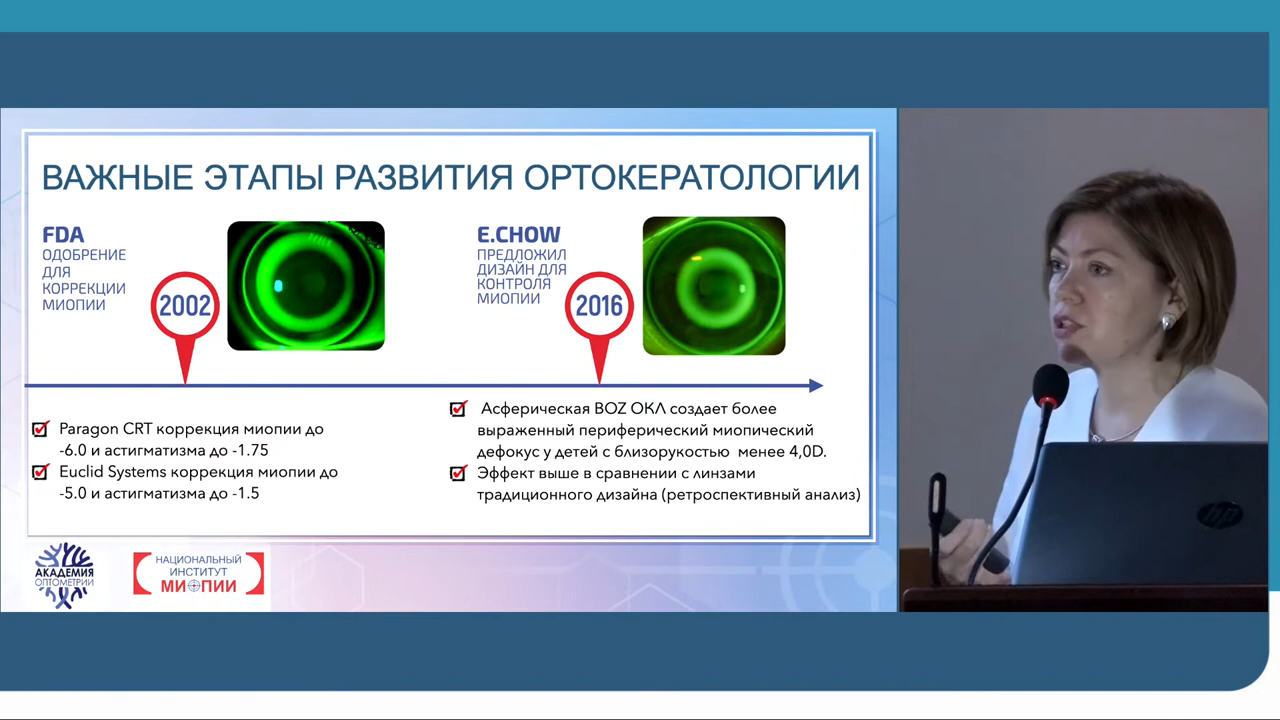 ВАЖНЫЕ ЭТАПЫ РАЗВИТИЯ ОРТОКЕРАТОЛОГИИ
FDA
ОДОБРЕНИЕ
ДЛЯ
КОРРЕКЦИИ
МИОПИИ
2002
E.CHOW
ПРЕДЛОЖИЛ
ДИЗАЙН ДЛЯ
КОНТРОЛЯ
МИОПИИ
2016
Paragon CRT коррекция миопии до
-6.0 и астигматизма до -1.75
Euclid Systems коррекция миопии до
-5.0 и астигматизма до -1.5
Асферическая BOZ ОКЛ создает более
выраженный периферический миопический
дефокус у детей с близорукостью менее 4,0D.
Эффект выше в сравнении с линзами
традиционного дизайна (ретроспективный анализ)
АКАДЕМИЯ
ОПТОМЕТРИИ
НАЦИОНАЛЬНЫЙ
ИНСТИТУТ
МИОПИИ
hp